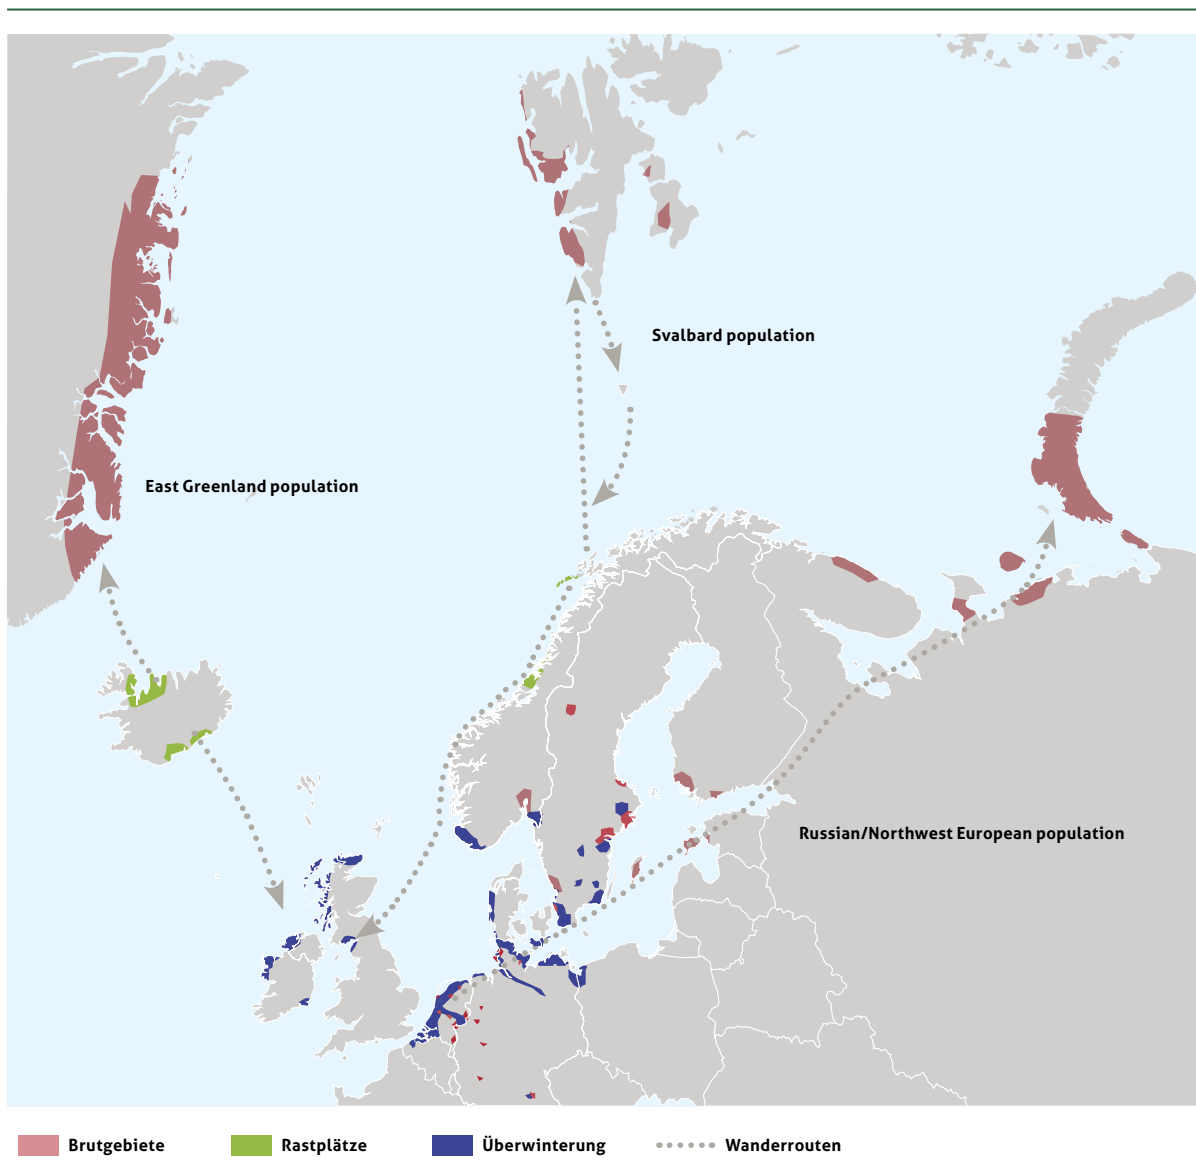 Svalbard population
East Greenland population
Russian/Northwest European population
Brutgebiete
Rastplätze
Überwinterung
Wanderrouten